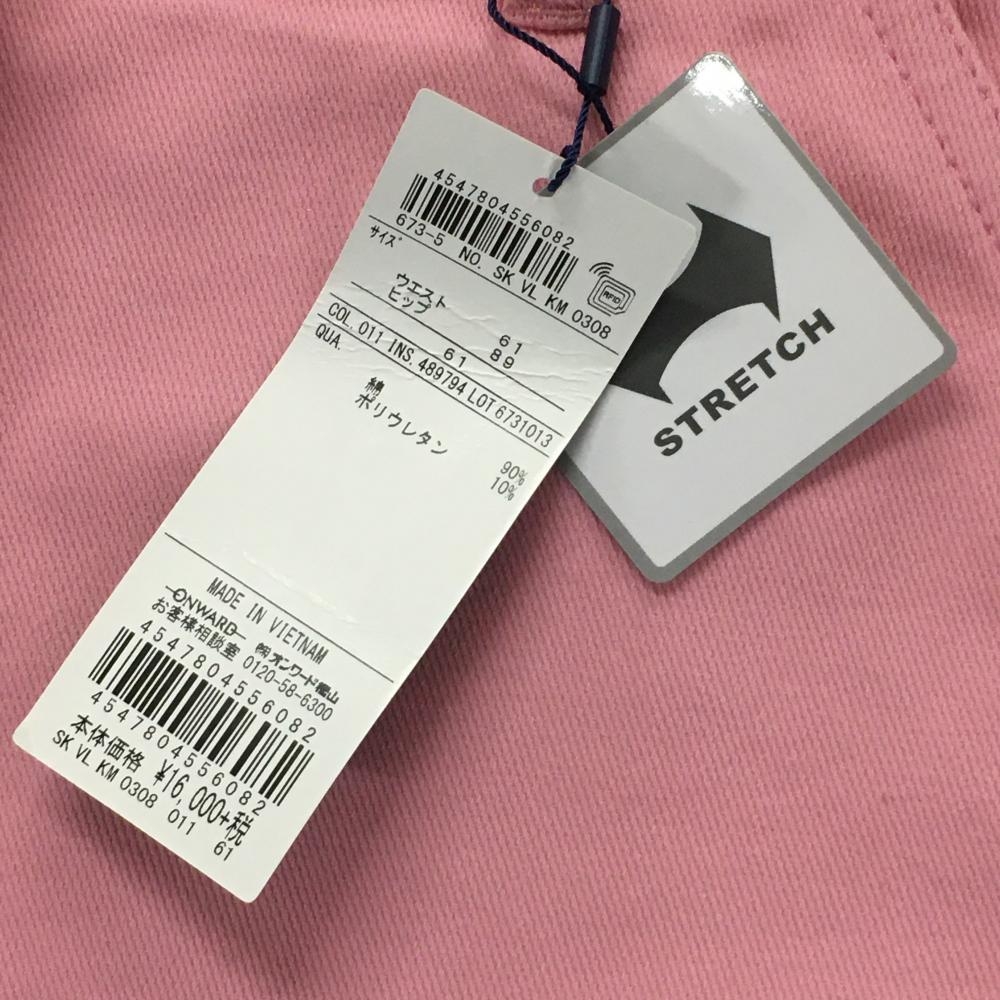 4547804556082
673-5 NO. SK VL KM 0308
サイズ
RFID
ウエスト 61
ヒップ 89
61
COL. 011 INS. 489794 LOT 6731013
QUA.
綿 90%
ポリウレタン 10%
MADE IN VIETNAM
ONWARD ㈱オンワード樫山
お客様相談室 0120-58-6300
4547804556082
4547804556082
本体価格 ¥16,000+税
SK VL KM 0308 011 61
STRETCH